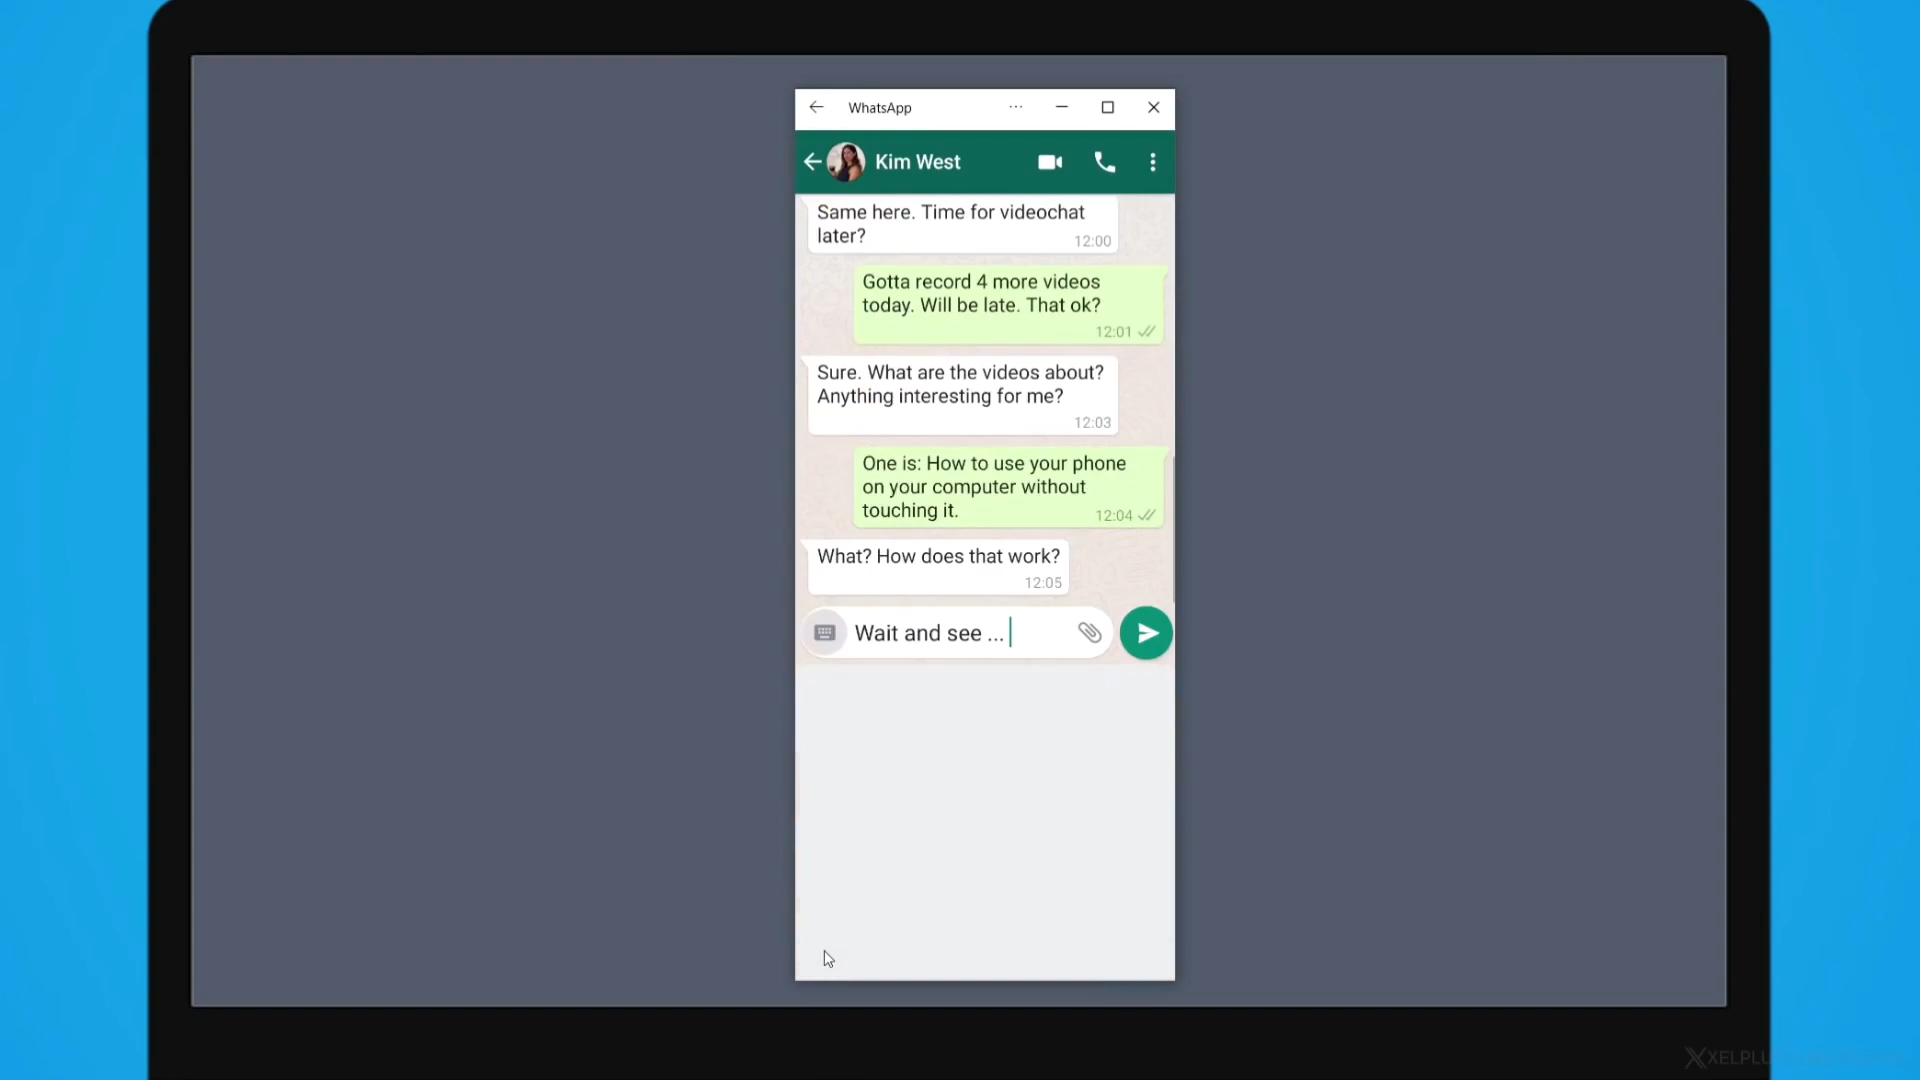 WhatsApp
Kim West
Same here. Time for videochat
later?
12:00
Gotta record 4 more videos
today. Will be late. That ok?
12:01
Sure. What are the videos about?
Anything interesting for me?
12:03
One is: How to use your phone
on your computer without
touching it.
12:04
What? How does that work?
12:05
Wait and see ...